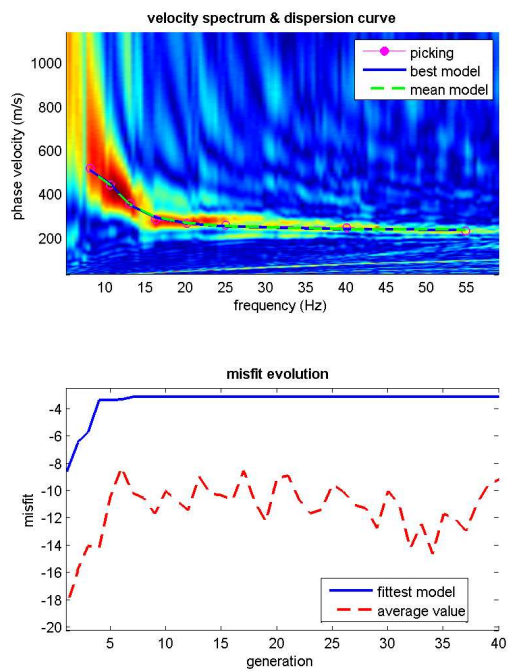 velocity spectrum & dispersion curve
1000
800
600
400
200
phase velocity (m/s)
picking
best model
mean model
10 15 20 25 30 35 40 45 50 55
frequency (Hz)
misfit evolution
-4
-6
-8
-10
-12
-14
-16
-18
-20
misfit
fittest model
average value
5 10 15 20 25 30 35 40
generation